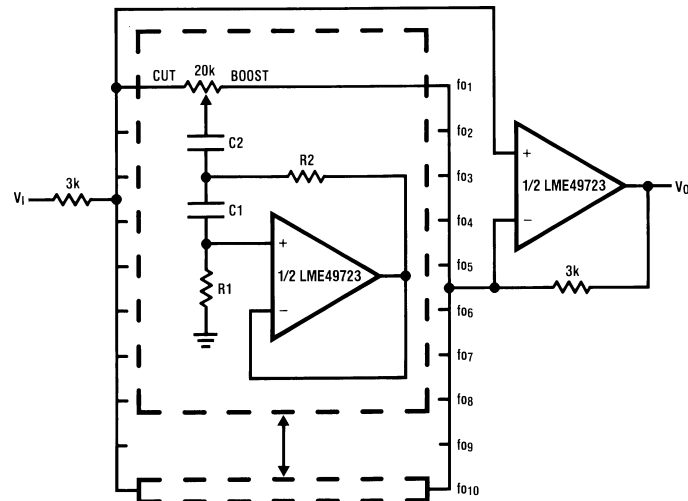 CUT 20k BOOST
fo1
fo2
C2
R2
fo3
VI
3k
C1
fo4
+
1/2 LME49723
−
R1
fo5
fo6
fo7
fo8
fo9
fo10
+
1/2 LME49723
−
VO
3k